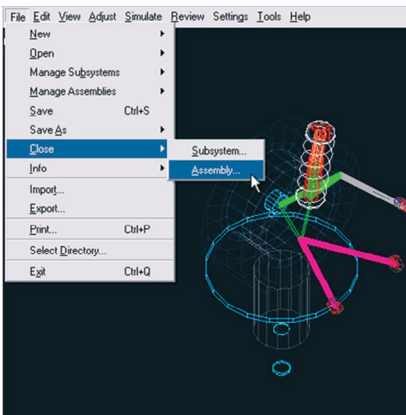 File Edit View Adjust Simulate Review Settings Tools Help
New
Open
Manage Subsystems
Manage Assemblies
Save Ctrl+S
Save As
Close
Subsystem...
Assembly...
Info
Import...
Export...
Print... Ctrl+P
Select Directory...
Exit Ctrl+Q